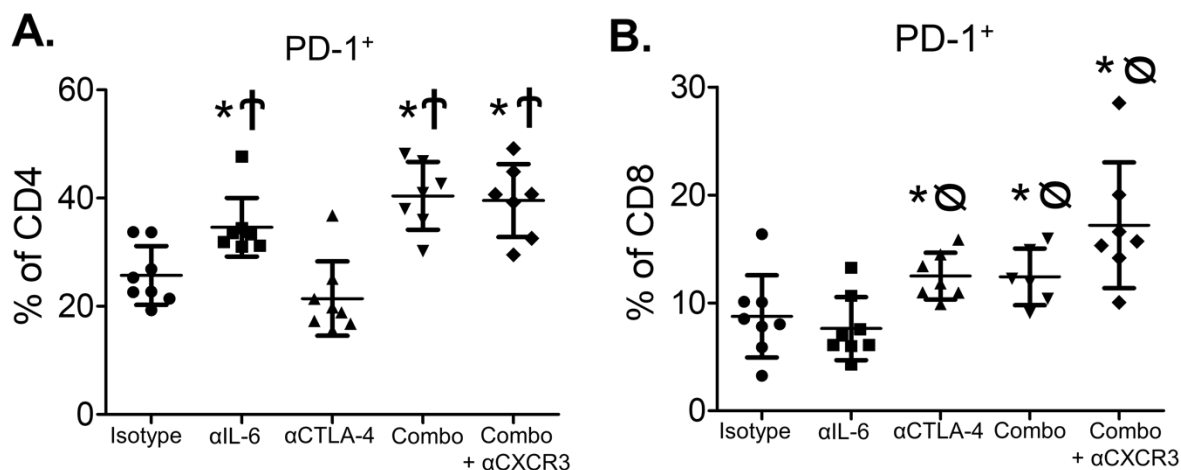 A.
PD-1⁺
% of CD4
60
40
20
0
* †
* †
* †
Isotype
αIL-6
αCTLA-4
Combo
Combo
+ αCXCR3
B.
PD-1⁺
% of CD8
30
20
10
0
* Ø
* Ø
* Ø
Isotype
αIL-6
αCTLA-4
Combo
Combo
+ αCXCR3